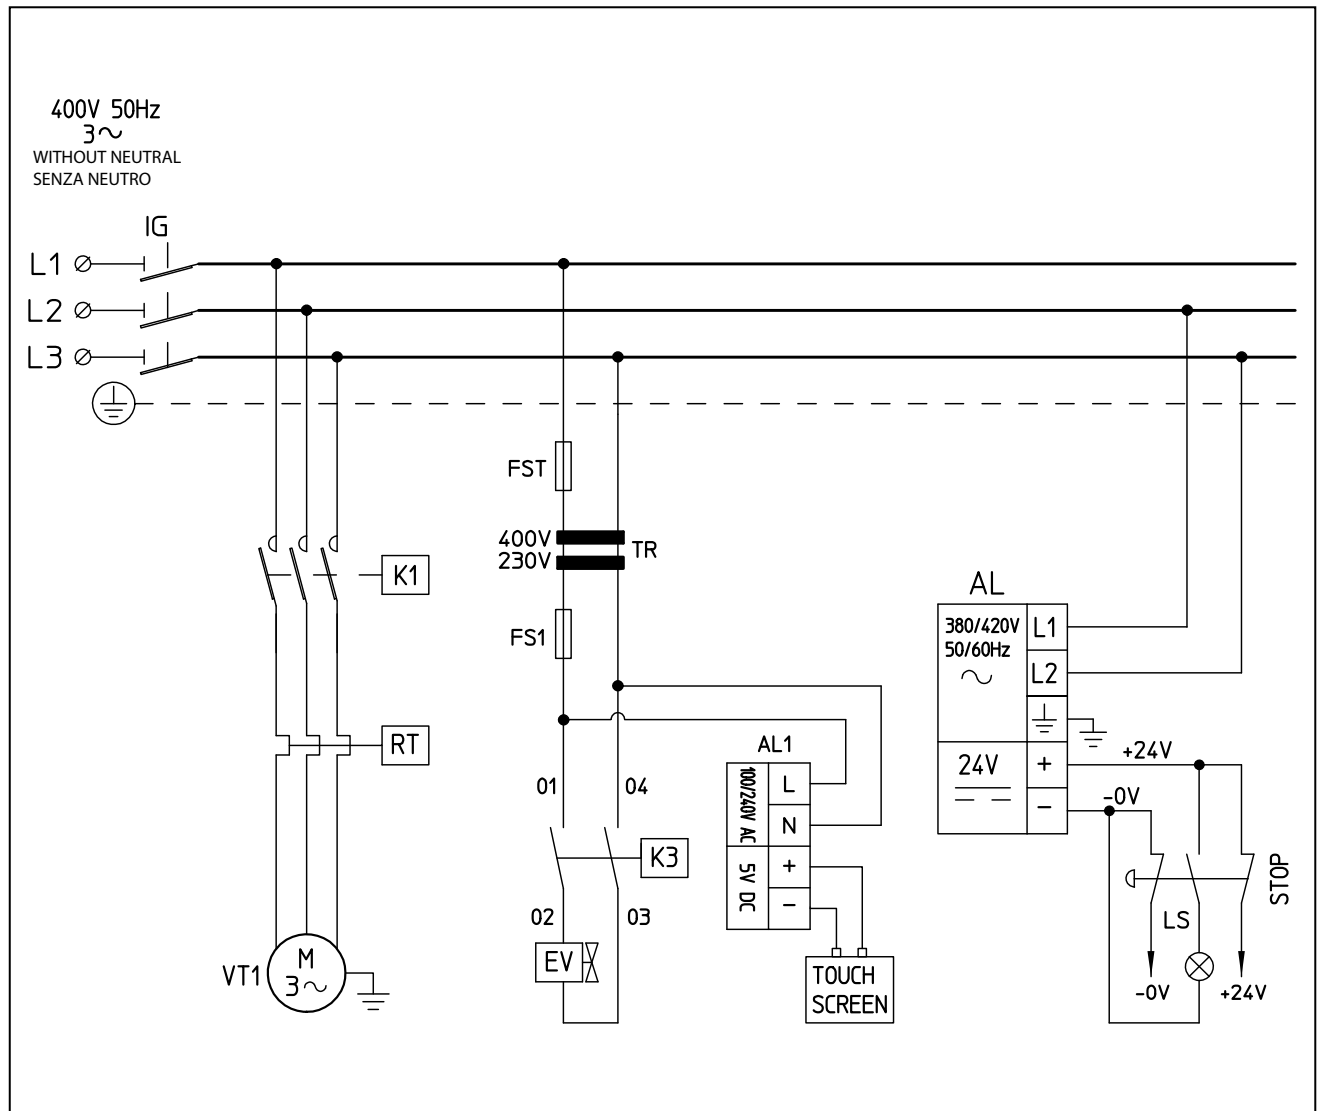 400V 50Hz
3~
WITHOUT NEUTRAL
SENZA NEUTRO
IG
L1
L2
L3
FST
400V
230V
TR
K1
FS1
RT
01
04
K3
02
03
EV
VT1
M
3~
AL1
100/240V AC
L
N
5V DC
+
-
TOUCH
SCREEN
AL
380/420V
50/60Hz
~
L1
L2
24V
+
-
+24V
-0V
STOP
LS
-0V
+24V